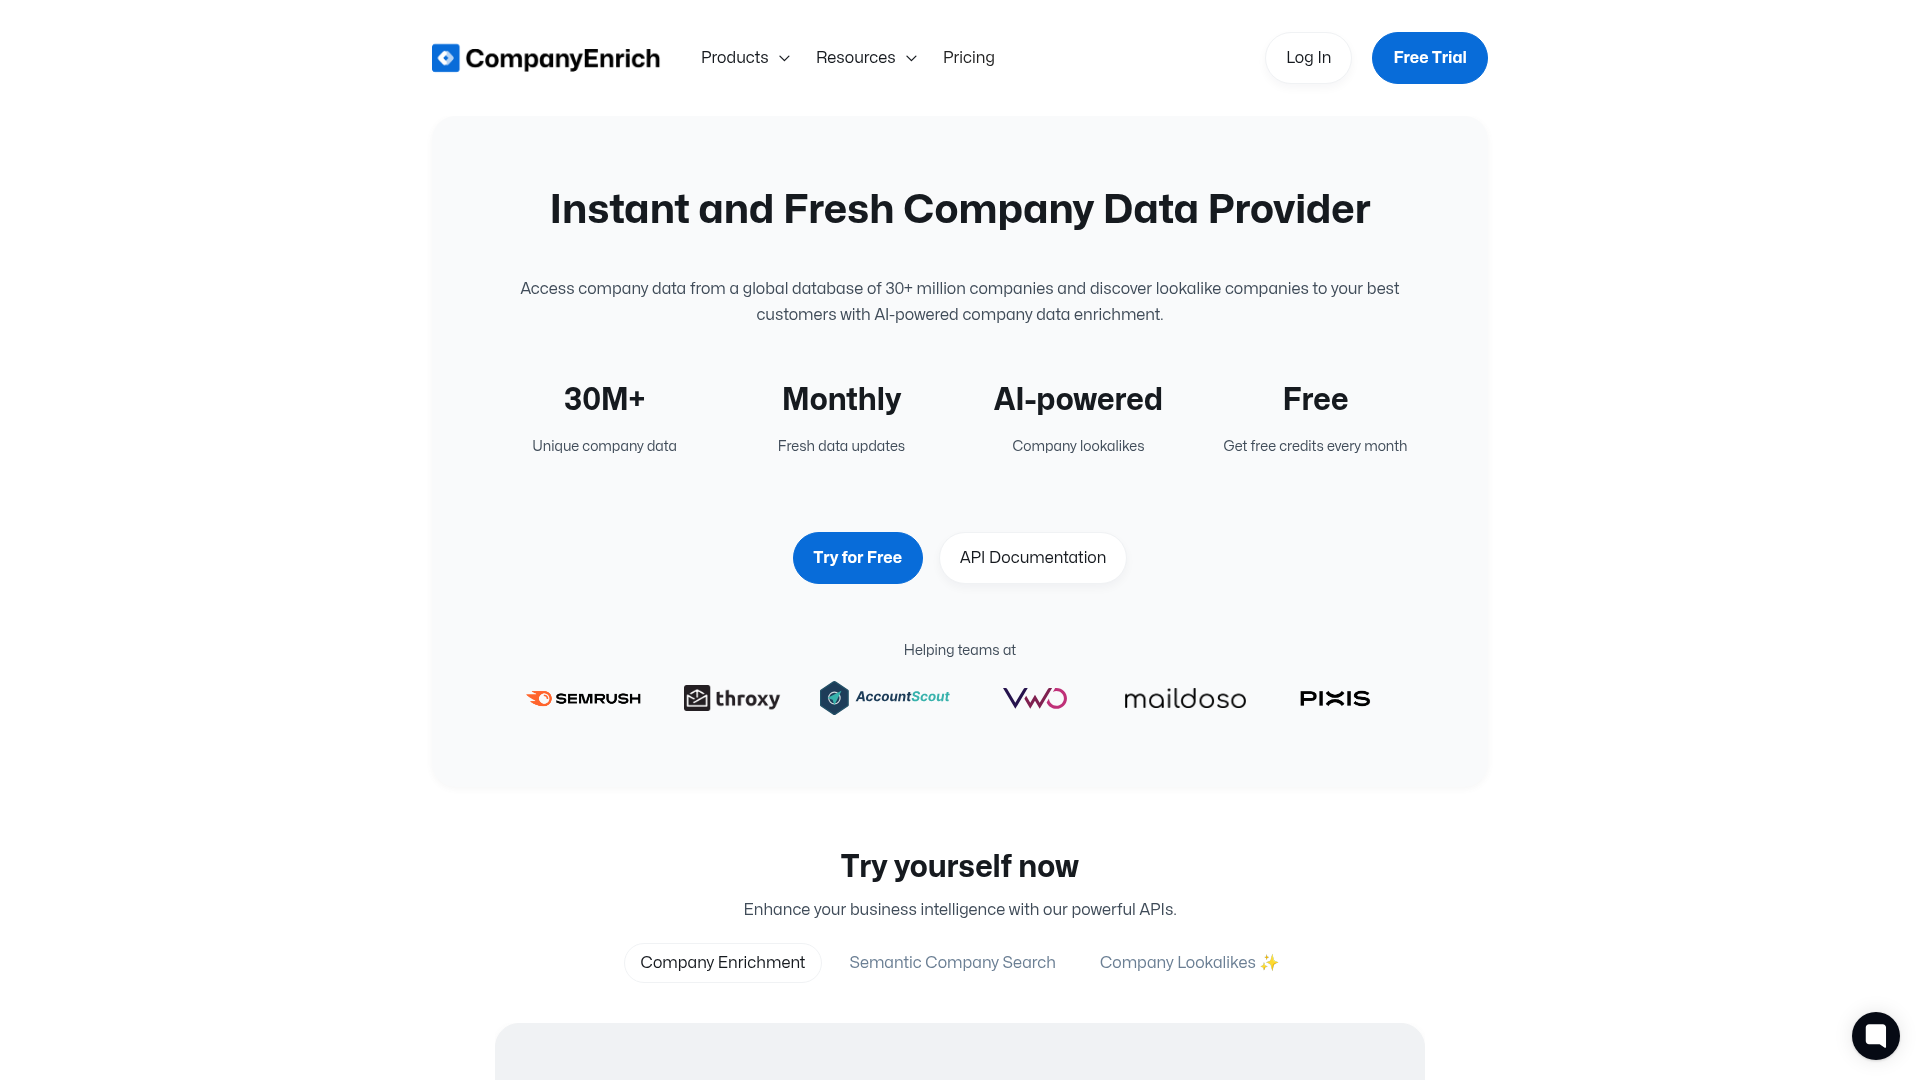 CompanyEnrich
Products
Resources
Pricing
Log In
Free Trial
Instant and Fresh Company Data Provider
Access company data from a global database of 30+ million companies and discover lookalike companies to your best
customers with AI-powered company data enrichment.
30M+
Unique company data
Monthly
Fresh data updates
AI-powered
Company lookalikes
Free
Get free credits every month
Try for Free
API Documentation
Helping teams at
SEMRUSH
throxy
AccountScout
VWO
maildoso
PIXIS
Try yourself now
Enhance your business intelligence with our powerful APIs.
Company Enrichment
Semantic Company Search
Company Lookalikes ✨